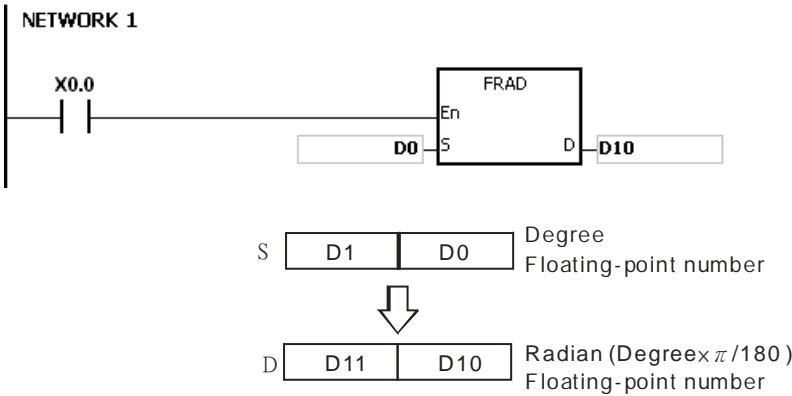 NETWORK 1
X0.0
FRAD
En
D0 S D D10
S D1 D0 Degree
Floating-point number
D D11 D10 Radian (Degree× π /180 )
Floating-point number